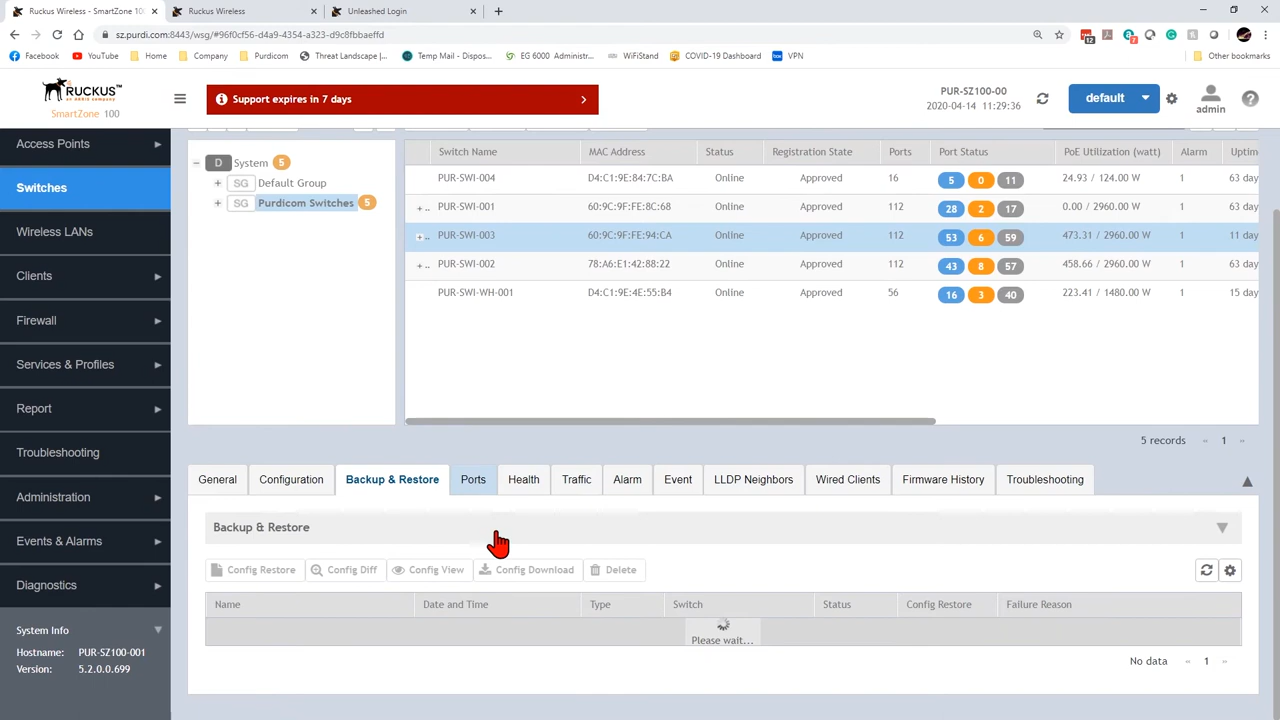 Ruckus Wireless - SmartZone 100
Ruckus Wireless
Unleashed Login
sz.purdi.com:8443/wsg/#96f0cf56-d4a9-4354-a323-d9c8fbbaeffd
Facebook
YouTube
Home
Company
Purdicom
Threat Landscape |...
Temp Mail - Dispos...
EG 6000 Administr...
WiFiStand
COVID-19 Dashboard
VPN
Other bookmarks
RUCKUS™
an ARRIS company
SmartZone 100
Support expires in 7 days
PUR-SZ100-00
2020-04-14 11:29:36
default
admin
Access Points
Switches
Wireless LANs
Clients
Firewall
Services & Profiles
Report
Troubleshooting
Administration
Events & Alarms
Diagnostics
System Info
Hostname: PUR-SZ100-001
Version: 5.2.0.0.699
D System 5
SG Default Group
SG Purdicom Switches 5
Switch Name MAC Address Status Registration State Ports Port Status PoE Utilization (watt) Alarm Uptime
PUR-SWI-004 D4:C1:9E:84:7C:BA Online Approved 16 5 0 11 24.93 / 124.00 W 1 63 day
PUR-SWI-001 60:9C:9F:FE:8C:68 Online Approved 112 28 2 17 0.00 / 2960.00 W 1 63 day
PUR-SWI-003 60:9C:9F:FE:94:CA Online Approved 112 53 6 59 473.31 / 2960.00 W 1 11 day
PUR-SWI-002 78:A6:E1:42:88:22 Online Approved 112 43 8 57 458.66 / 2960.00 W 1 63 day
PUR-SWI-WH-001 D4:C1:9E:4E:55:B4 Online Approved 56 16 3 40 223.41 / 1480.00 W 1 15 day
5 records « 1 »
General Configuration Backup & Restore Ports Health Traffic Alarm Event LLDP Neighbors Wired Clients Firmware History Troubleshooting
Backup & Restore
Config Restore Config Diff Config View Config Download Delete
Name Date and Time Type Switch Status Config Restore Failure Reason
Please wait...
No data « 1 »